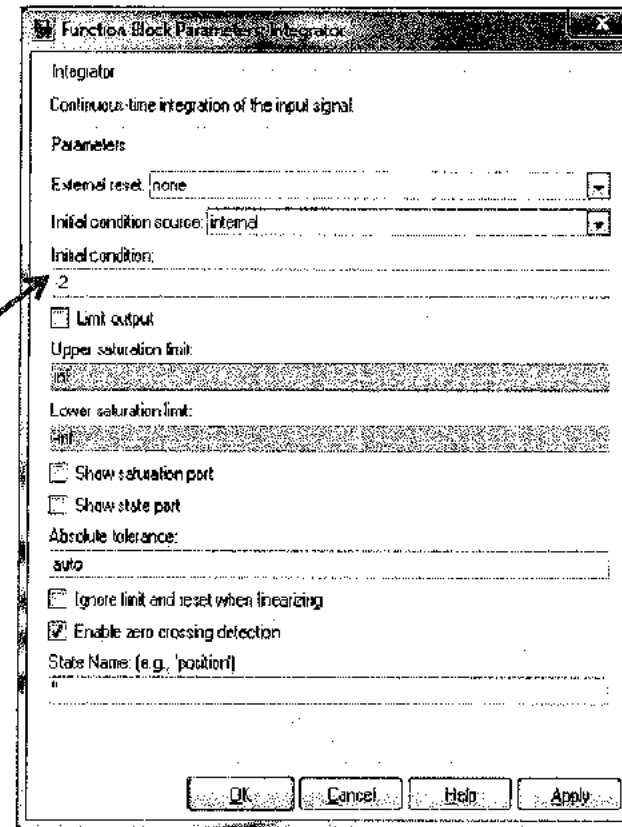 Function Block Parameters: Integrator
Integrator
Continuous-time integration of the input signal.
Parameters
External reset: none
Initial condition source: internal
Initial condition:
-2
Limit output
Upper saturation limit:
inf
Lower saturation limit:
-inf
Show saturation port
Show state port
Absolute tolerance:
auto
Ignore limit and reset when linearizing
Enable zero crossing detection
State Name: (e.g., 'position')
''
OK Cancel Help Apply